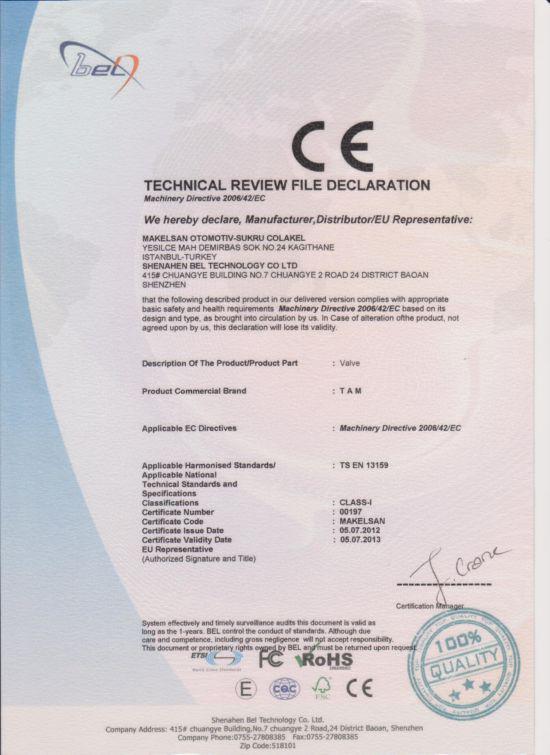 bel
CE
TECHNICAL REVIEW FILE DECLARATION
Machinery Directive 2006/42/EC
We hereby declare, Manufacturer,Distributor/EU Representative:
MAKELSAN OTOMOTIV-SUKRU COLAKEL
YESILCE MAH DEMIRBAS SOK NO.24 KAGITHANE
ISTANBUL-TURKEY
SHENAHEN BEL TECHNOLOGY CO LTD
415# CHUANGYE BUILDING NO.7 CHUANGYE 2 ROAD 24 DISTRICT BAOAN
SHENZHEN
that the following described product in our delivered version complies with appropriate
basic safety and health requirements Machinery Directive 2006/42/EC based on its
design and type, as brought into circulation by us. In Case of alteration ofthe product, not
agreed upon by us, this declaration will lose its validity.
Description Of The Product/Product Part : Valve
Product Commercial Brand : T A M
Applicable EC Directives : Machinery Directive 2006/42/EC
Applicable Harmonised Standards/ : TS EN 13159
Applicable National
Technical Standards and
Specifications
Classifications : CLASS-I
Certificate Number : 00197
Certificate Code : MAKELSAN
Certificate Issue Date : 05.07.2012
Certificate Validity Date : 05.07.2013
EU Representative
(Authorized Signature and Title)
J. Crane
Certification Manager
System effectively and timely surveillance audits this document is valid as
long as the 1-years. BEL control the conduct of standards. Although due
care and competence, including gross negligence will not accept responsibility.
This document or proprietary rights owned by BEL and must be returned upon request
ETSI
World Class Standards
FC
RoHS
E
CQC
FSC
CE
100%
QUALITY
Shenahen Bel Technology Co. Ltd.
Company Address: 415# chuangye Building,No.7 Chuangye 2 Road,24 District Baoan, Shenzhen
Company Phone:0755-27808385 Fax:0755-27808385
Zip Code:518101